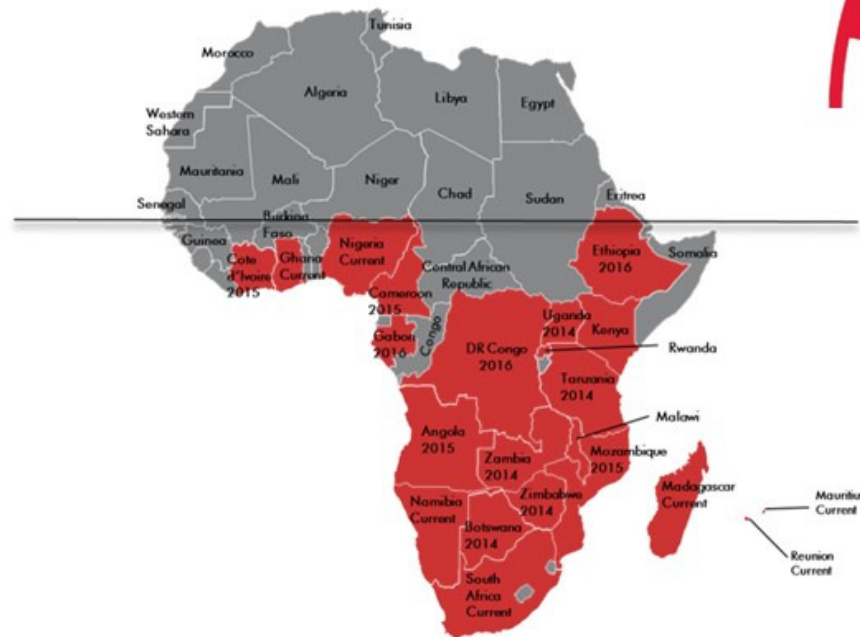 Tunisia
Morocco
Algeria
Libya
Egypt
Western
Sahara
Mauritania
Mali
Niger
Chad
Sudan
Eritrea
Senegal
Burkina
Faso
Guinea
Nigeria
Current
Cote
d'Ivoire
2015
Ghana
Current
Central African
Republic
Ethiopia
2016
Somalia
Cameroon
2015
Gabon
2016
Congo
DR Congo
2016
Uganda
2014
Kenya
Rwanda
Tanzania
2014
Malawi
Angola
2015
Zambia
2014
Mozambique
2015
Zimbabwe
2014
Madagascar
Current
Mauritiu
Current
Reunion
Current
Namibia
Current
Botswana
2014
South
Africa
Current